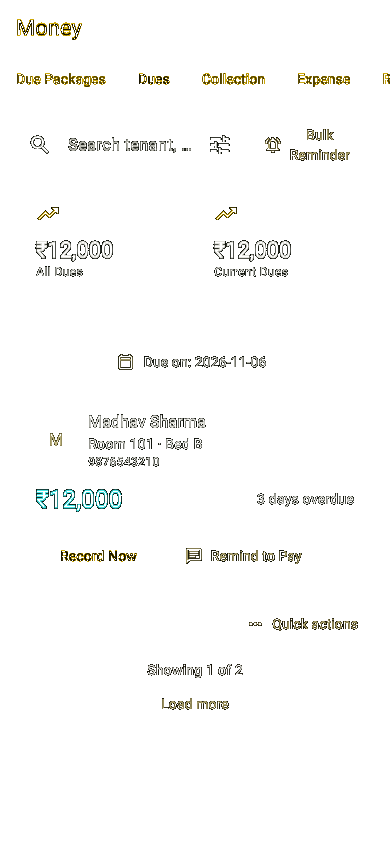 Money
Due Packages Dues Collection Expense
Search tenant, ...
Bulk
Reminder
₹12,000 ₹12,000
All Dues Current Dues
Due on: 2026-11-06
M
Madhav Sharma
Room 101 - Bed B
9876543210
₹12,000 3 days overdue
Record Now Remind to Pay
Quick actions
Showing 1 of 2
Load more